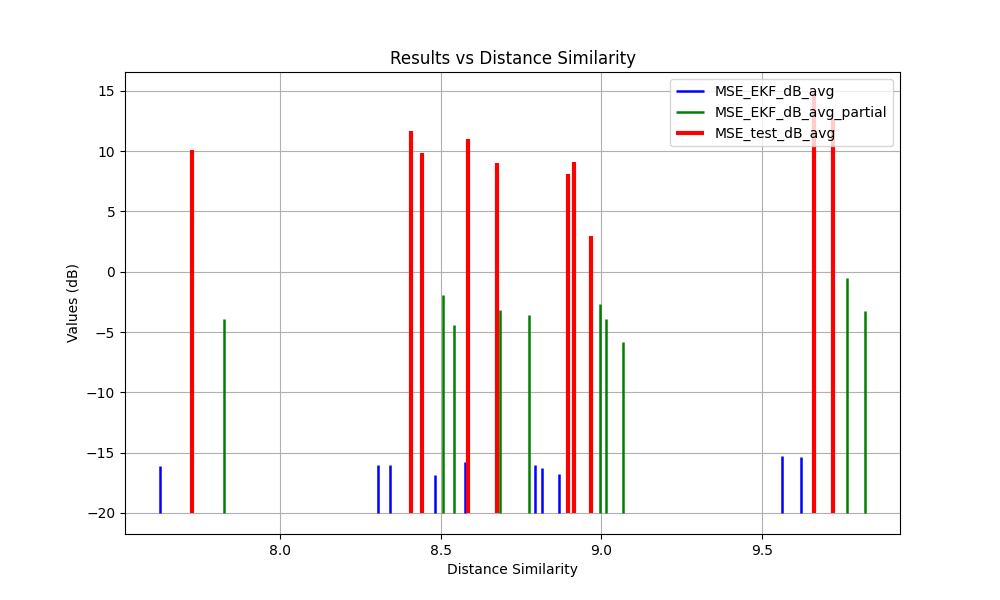 Results vs Distance Similarity
MSE_EKF_dB_avg
MSE_EKF_dB_avg_partial
MSE_test_dB_avg
Values (dB)
15
10
5
0
−5
−10
−15
−20
8.0 8.5 9.0 9.5
Distance Similarity